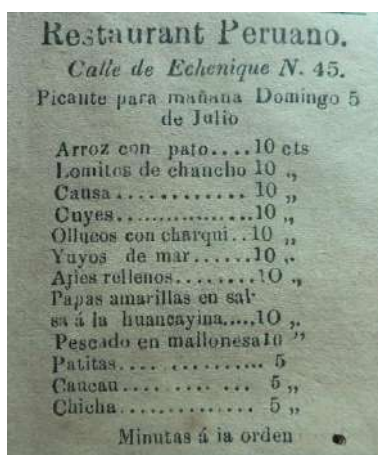 Restaurant Peruano.
Calle de Echenique N. 45.
Picante para mañana Domingo 5
de Julio
Arroz con pato....10 cts
Lomitos de chancho 10 „
Causa............ 10 „
Cuyes................10 „
Ollucos con charqui..10 „
Yuyos de mar......10 „.
Ajies rellenos........10 „
Papas amarillas en sal-
sa á la huancayina.....10 „.
Pescado en mallonesa10 ”
Patitas.... ........... 5
Caucau.... ..... ... 5 „
Chicha............... 5 „
Minutas á la orden